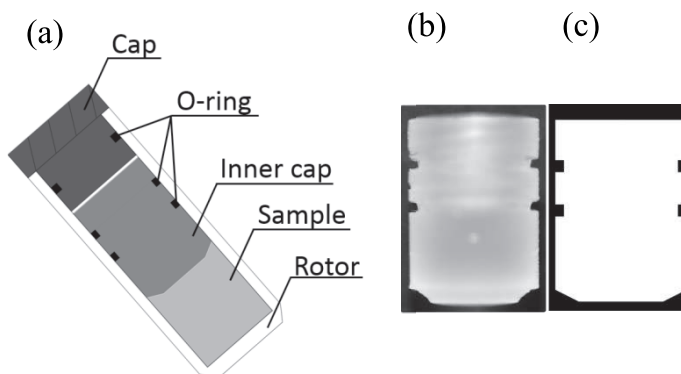 (a)
Cap
O-ring
Inner cap
Sample
Rotor
(b)
(c)